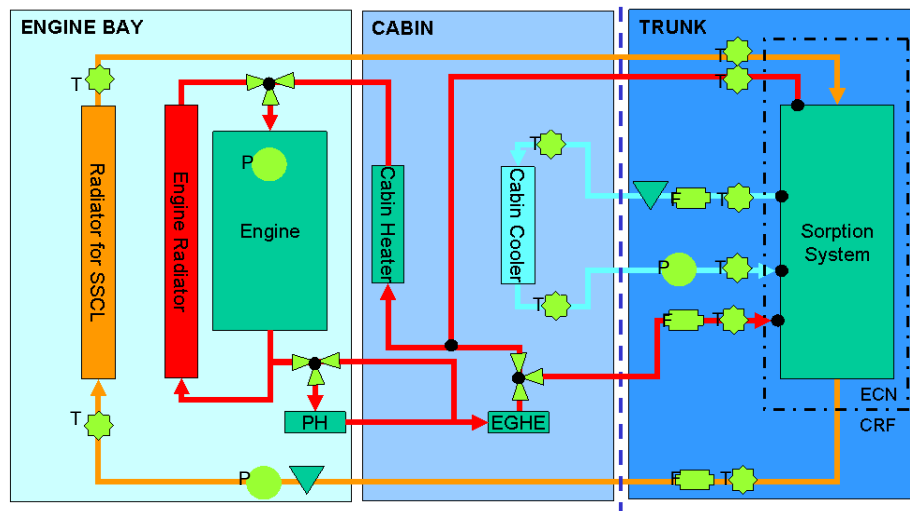 ENGINE BAY
CABIN
TRUNK
T
T
T
Radiator for SSCL
Engine Radiator
P
Engine
Cabin Heater
T
Cabin Cooler
F
T
Sorption
System
P
T
T
F
T
PH
EGHE
ECN
CRF
T
P
F
T